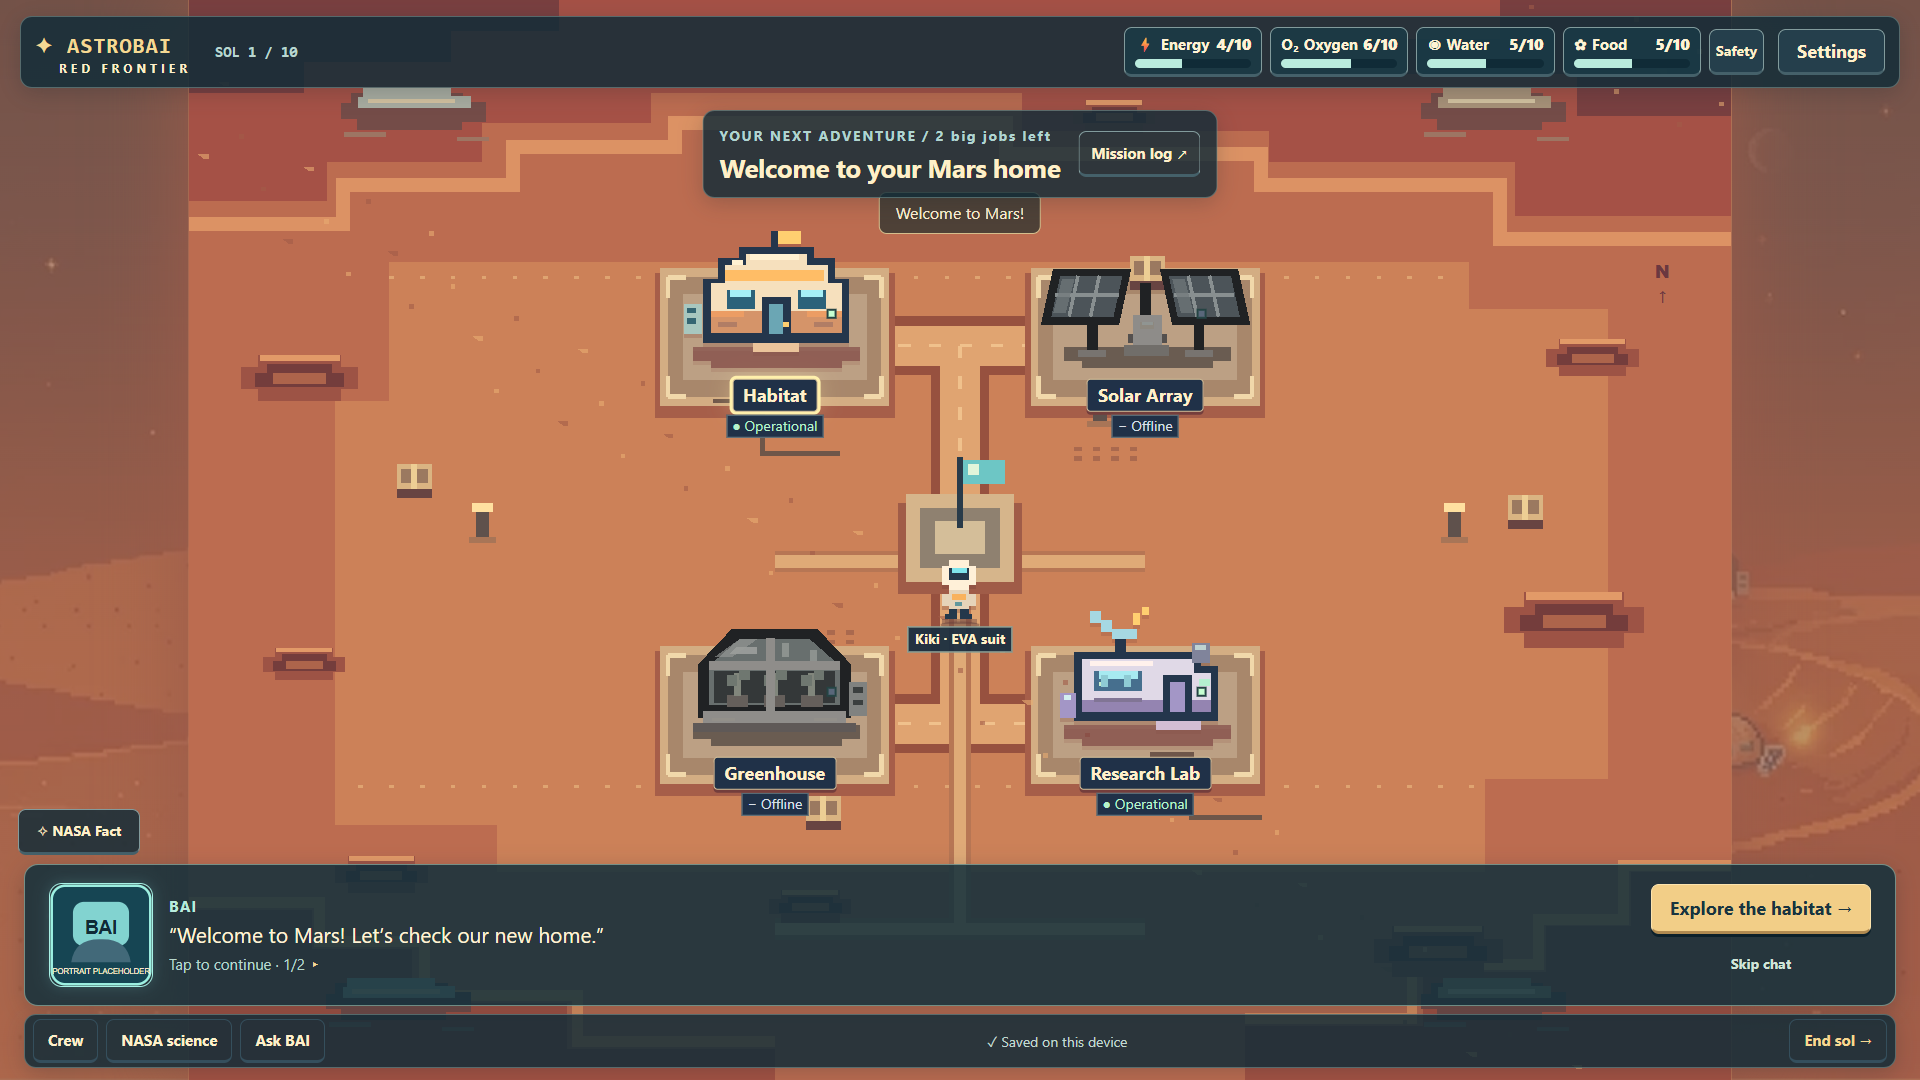 ✦ ASTROBAI
RED FRONTIER
SOL 1 / 10
Energy 4/10
O₂ Oxygen 6/10
Water 5/10
Food 5/10
Safety
Settings
YOUR NEXT ADVENTURE / 2 big jobs left
Welcome to your Mars home
Mission log ↗
Welcome to Mars!
N
↑
Habitat
• Operational
Solar Array
– Offline
Kiki · EVA suit
Greenhouse
– Offline
Research Lab
• Operational
✧ NASA Fact
BAI
PORTRAIT PLACEHOLDER
BAI
“Welcome to Mars! Let’s check our new home.”
Tap to continue · 1/2 ▸
Explore the habitat →
Skip chat
Crew
NASA science
Ask BAI
✓ Saved on this device
End sol →